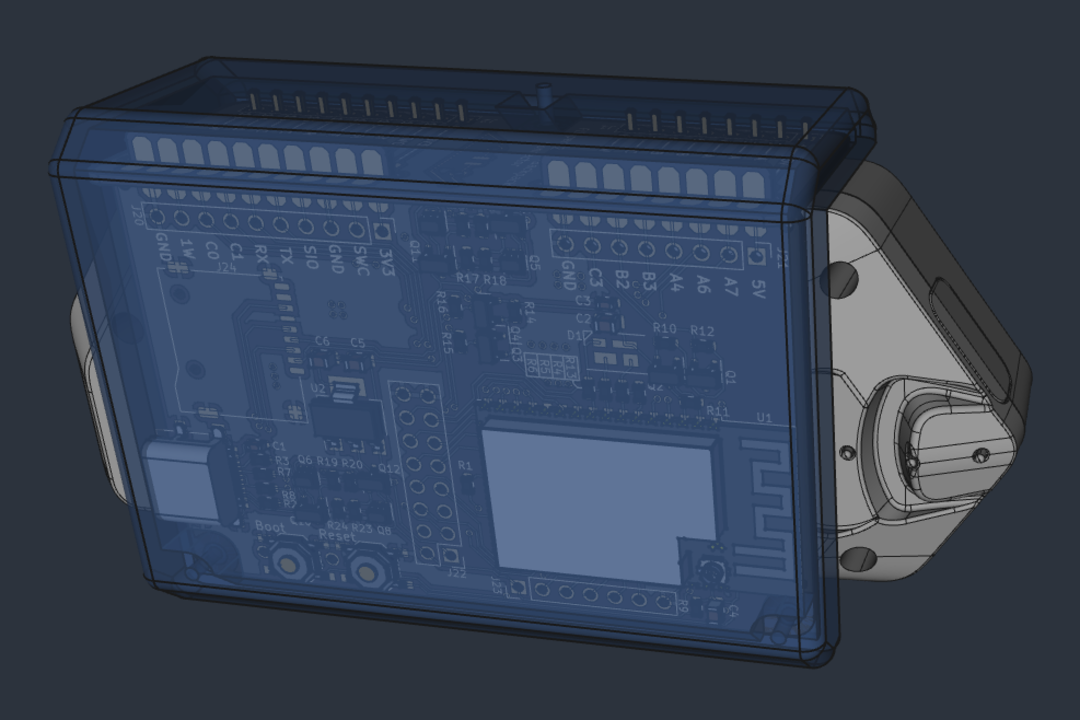 J20
GND 1W C0 C1 RX TX SIO GND SWC 3V3
J24
GND C3 B2 B3 A4 A6 A7 5V
J21
Q5
R17 R18
R16
R14
R15
C3
C2
D1
R10 R12
Q1
Q2
R11
U1
C6 C5
U2
C1
R3
R7
Q6 R19 R20 Q12
R1
R24 R23 Q8
Boot
Reset
J22
J23
R9
C4